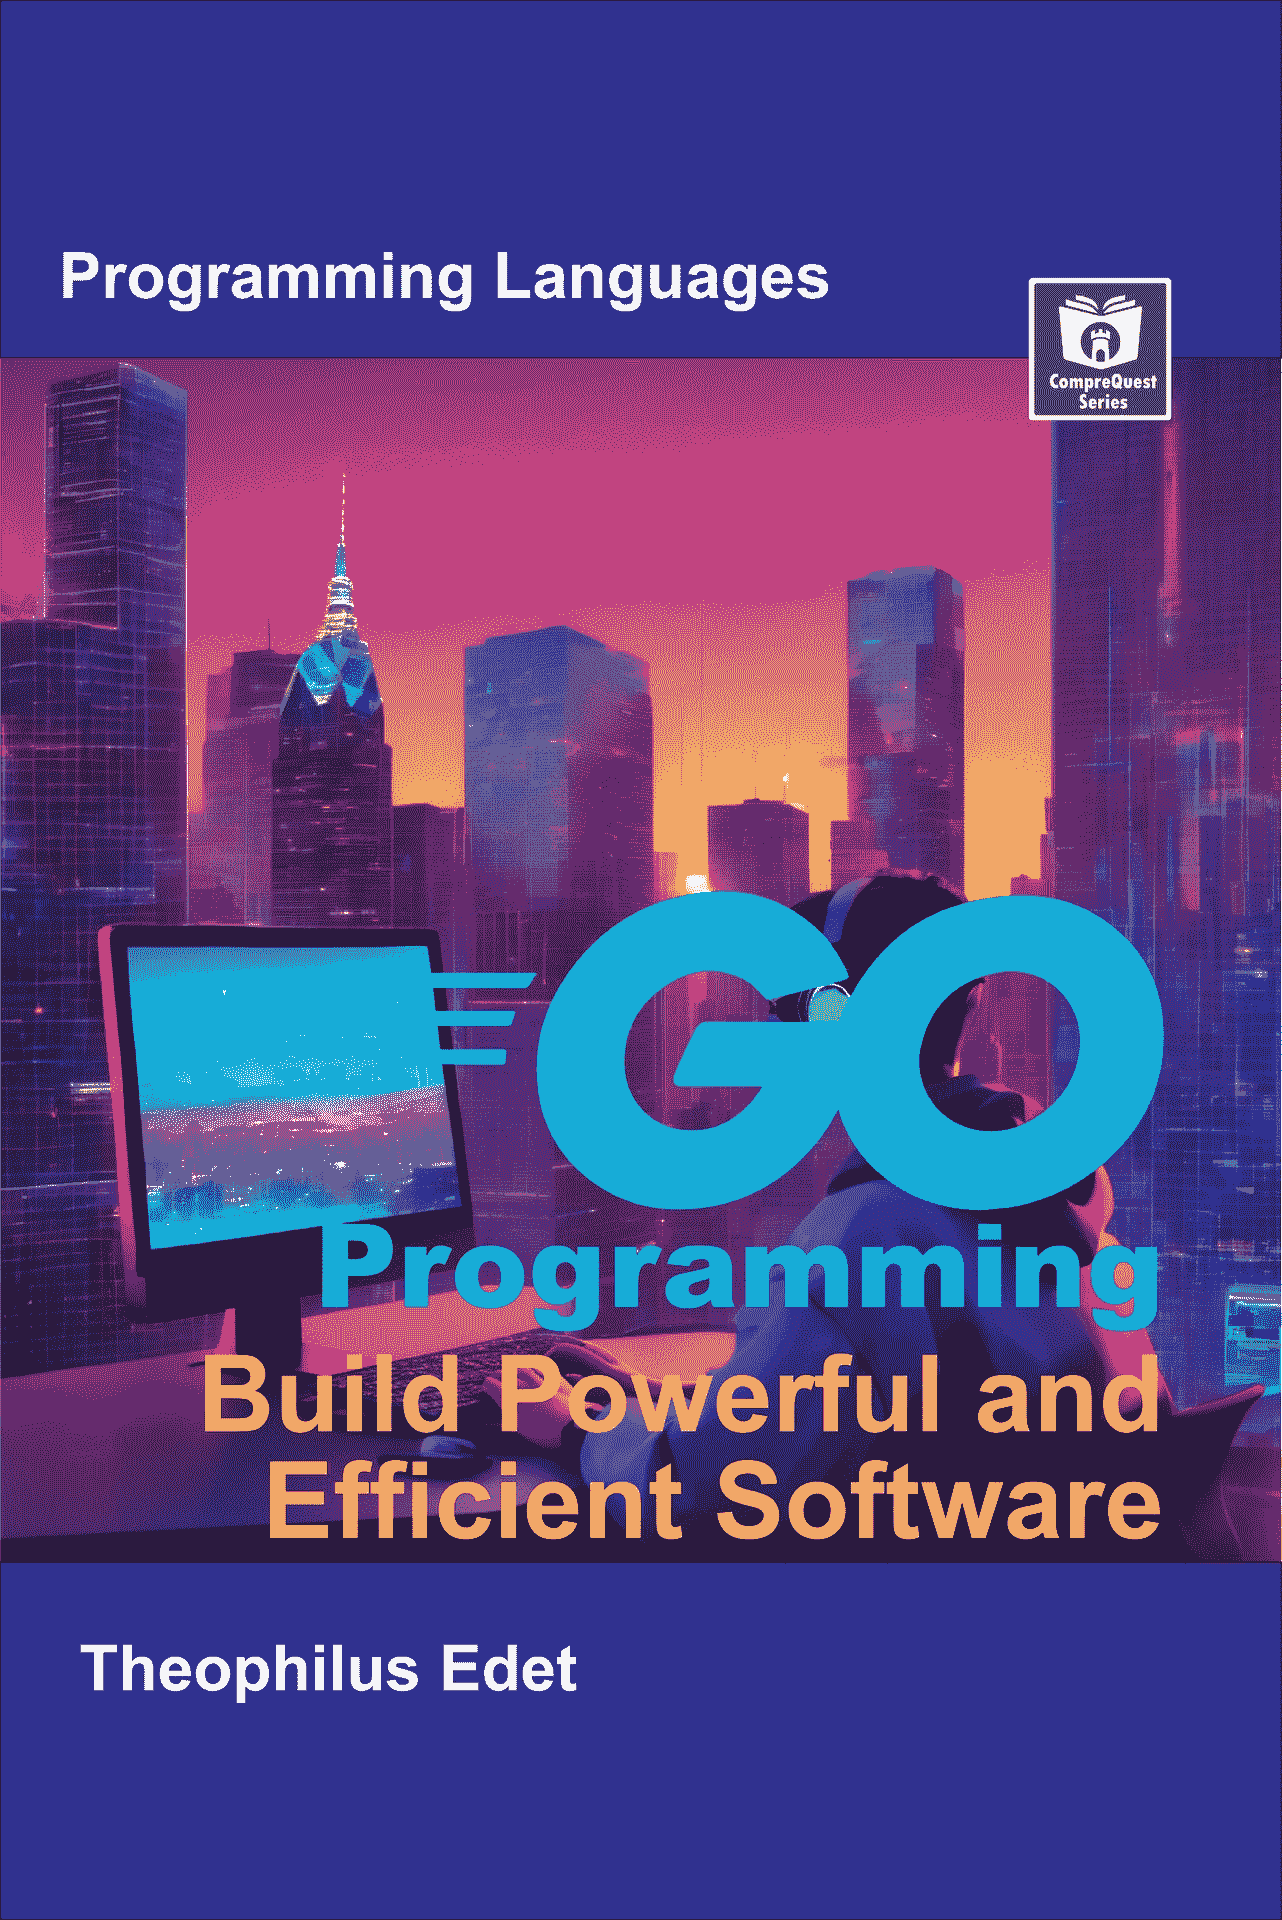 Programming Languages
CompreQuest
Series
GO
Programming
Build Powerful and
Efficient Software
Theophilus Edet